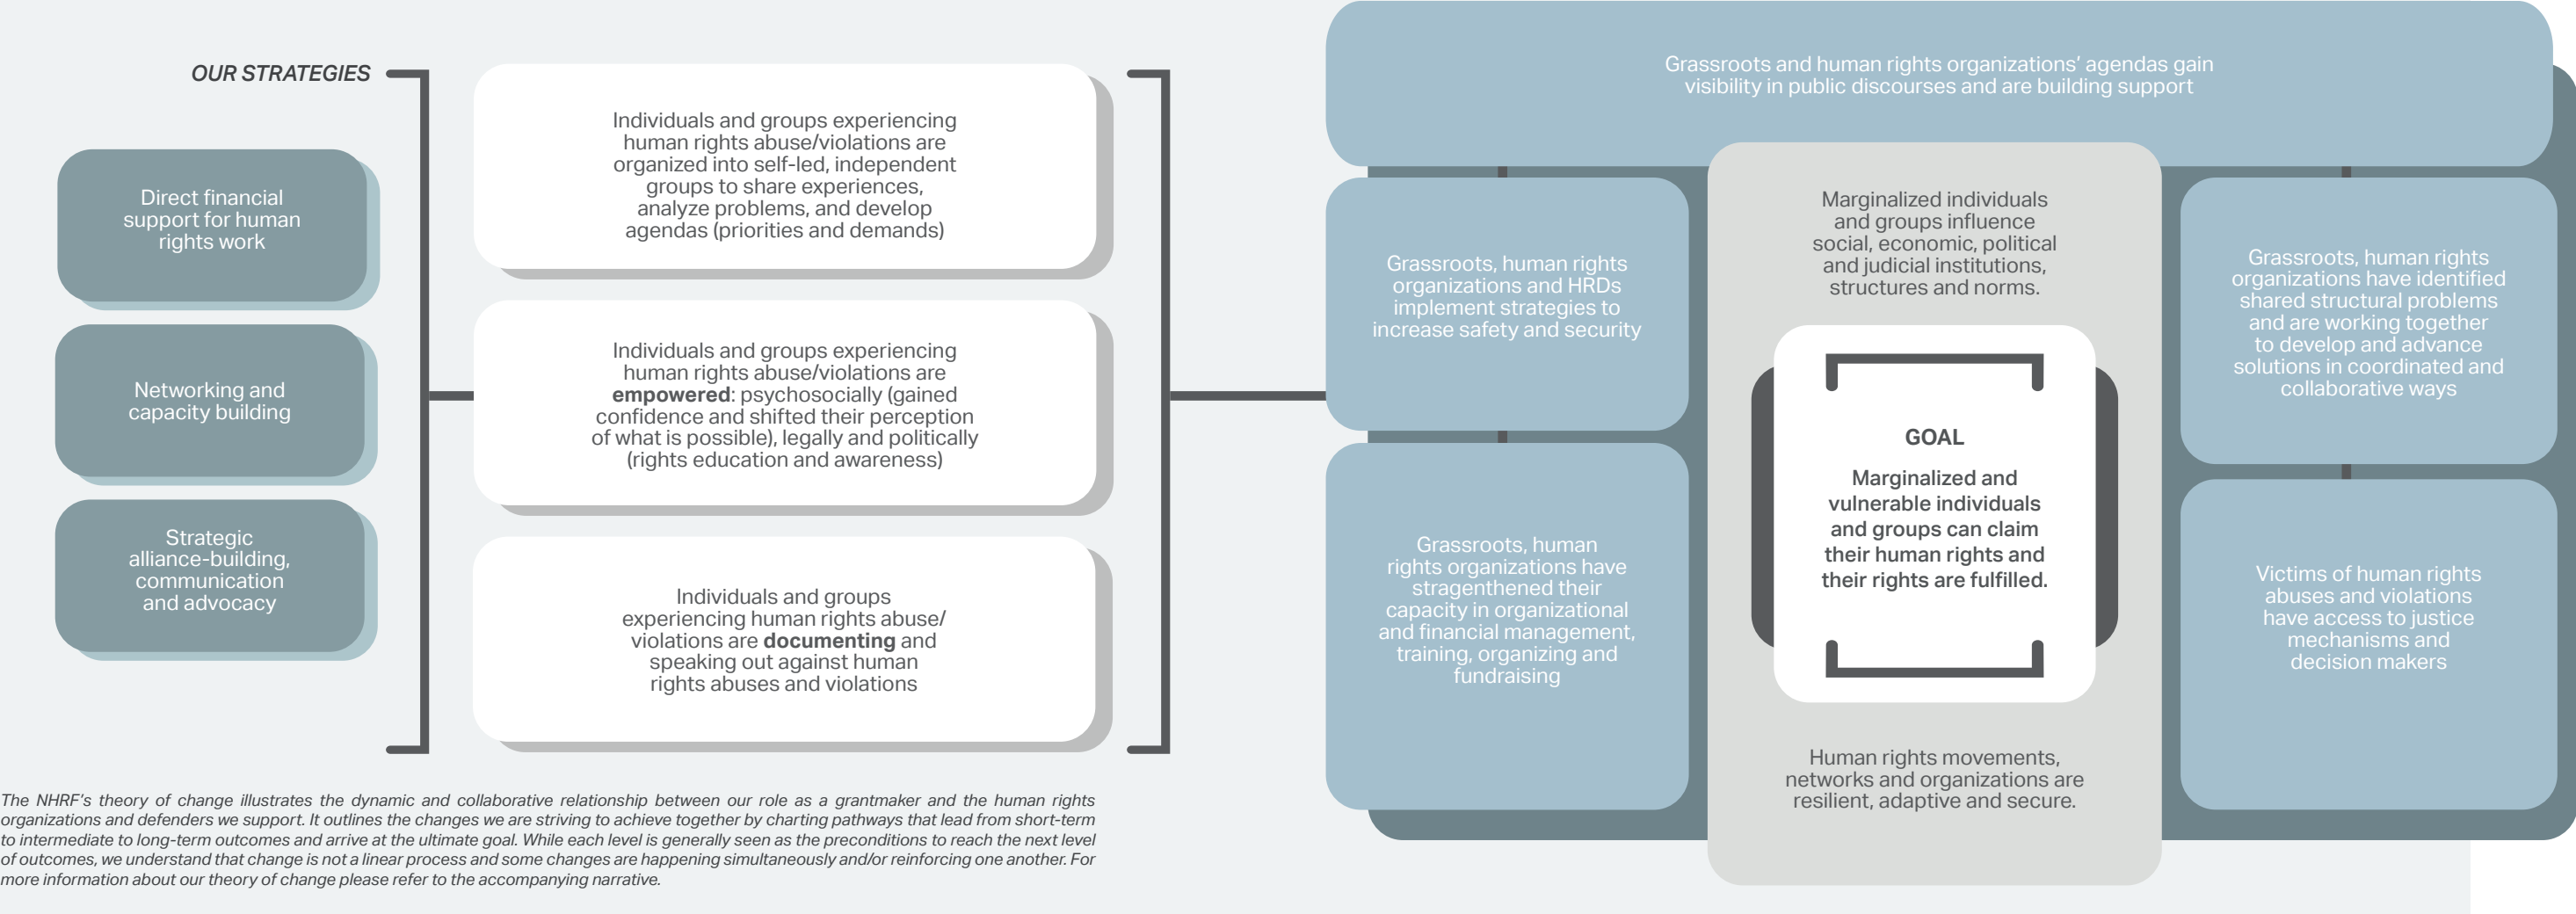 OUR STRATEGIES
Direct financial
support for human
rights work
Networking and
capacity building
Strategic
alliance-building,
communication
and advocacy
Individuals and groups experiencing
human rights abuse/violations are
organized into self-led, independent
groups to share experiences,
analyze problems, and develop
agendas (priorities and demands)
Individuals and groups experiencing
human rights abuse/violations are
empowered: psychosocially (gained
confidence and shifted their perception
of what is possible), legally and politically
(rights education and awareness)
Individuals and groups
experiencing human rights abuse/
violations are documenting and
speaking out against human
rights abuses and violations
Grassroots and human rights organizations’ agendas gain
visibility in public discourses and are building support
Grassroots, human rights
organizations and HRDs
implement strategies to
increase safety and security
Grassroots, human
rights organizations have
stragenthened their
capacity in organizational
and financial management,
training, organizing and
fundraising
Marginalized individuals
and groups influence
social, economic, political
and judicial institutions,
structures and norms.
GOAL
Marginalized and
vulnerable individuals
and groups can claim
their human rights and
their rights are fulfilled.
Human rights movements,
networks and organizations are
resilient, adaptive and secure.
Grassroots, human rights
organizations have identified
shared structural problems
and are working together
to develop and advance
solutions in coordinated and
collaborative ways
Victims of human rights
abuses and violations
have access to justice
mechanisms and
decision makers
The NHRF’s theory of change illustrates the dynamic and collaborative relationship between our role as a grantmaker and the human rights
organizations and defenders we support. It outlines the changes we are striving to achieve together by charting pathways that lead from short-term
to intermediate to long-term outcomes and arrive at the ultimate goal. While each level is generally seen as the preconditions to reach the next level
of outcomes, we understand that change is not a linear process and some changes are happening simultaneously and/or reinforcing one another. For
more information about our theory of change please refer to the accompanying narrative.